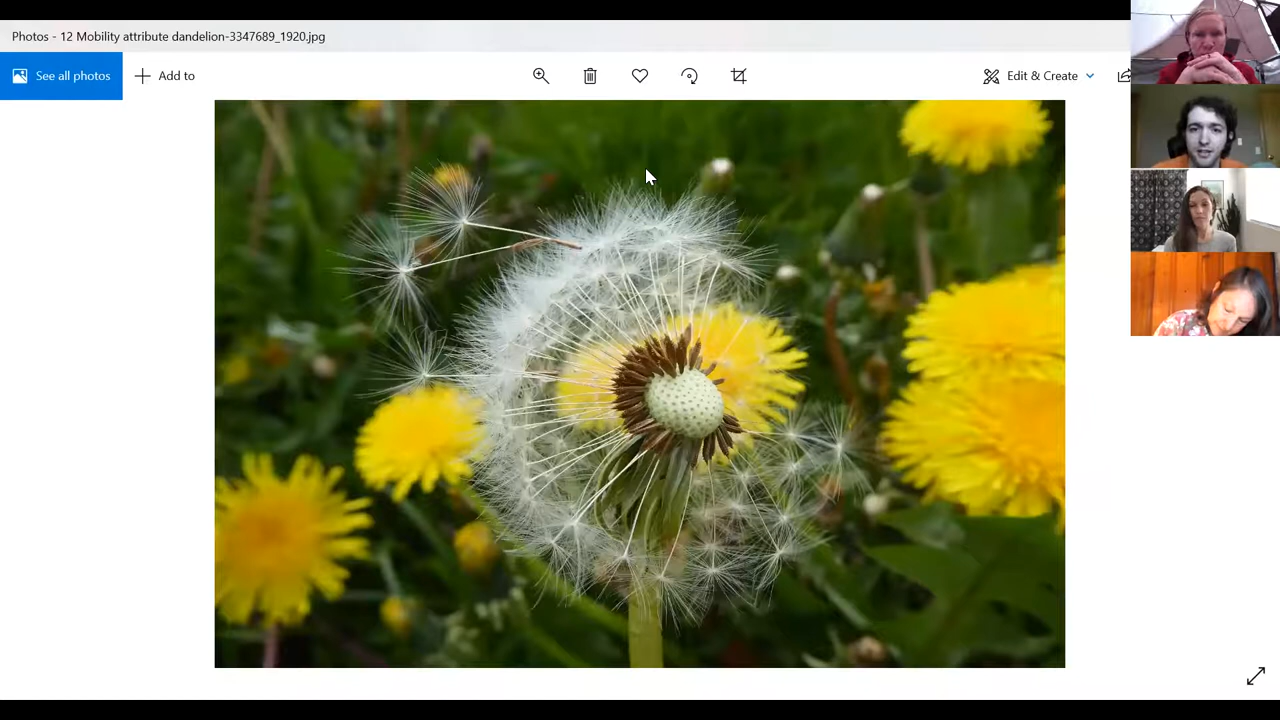 Photos - 12 Mobility attribute dandelion-3347689_1920.jpg
See all photos
Add to
Edit & Create